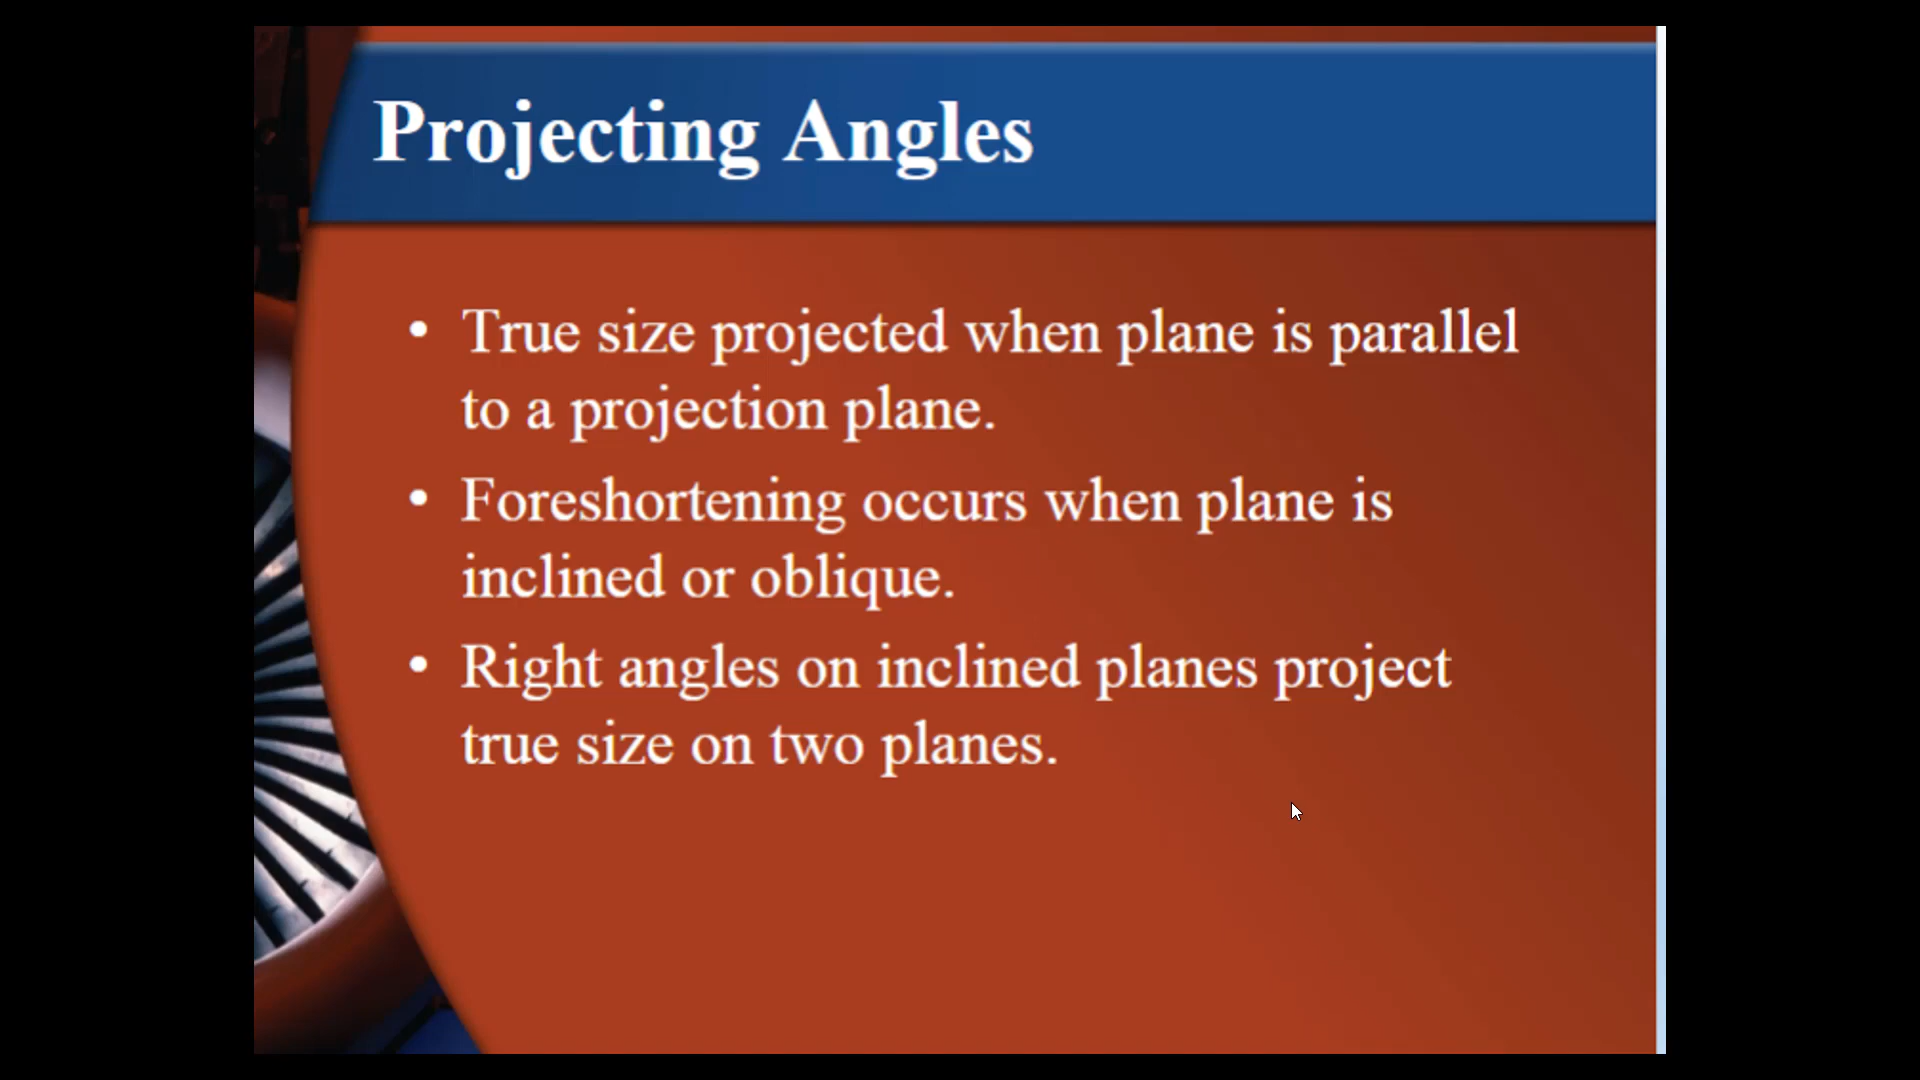 Projecting Angles
• True size projected when plane is parallel
to a projection plane.
• Foreshortening occurs when plane is
inclined or oblique.
• Right angles on inclined planes project
true size on two planes.